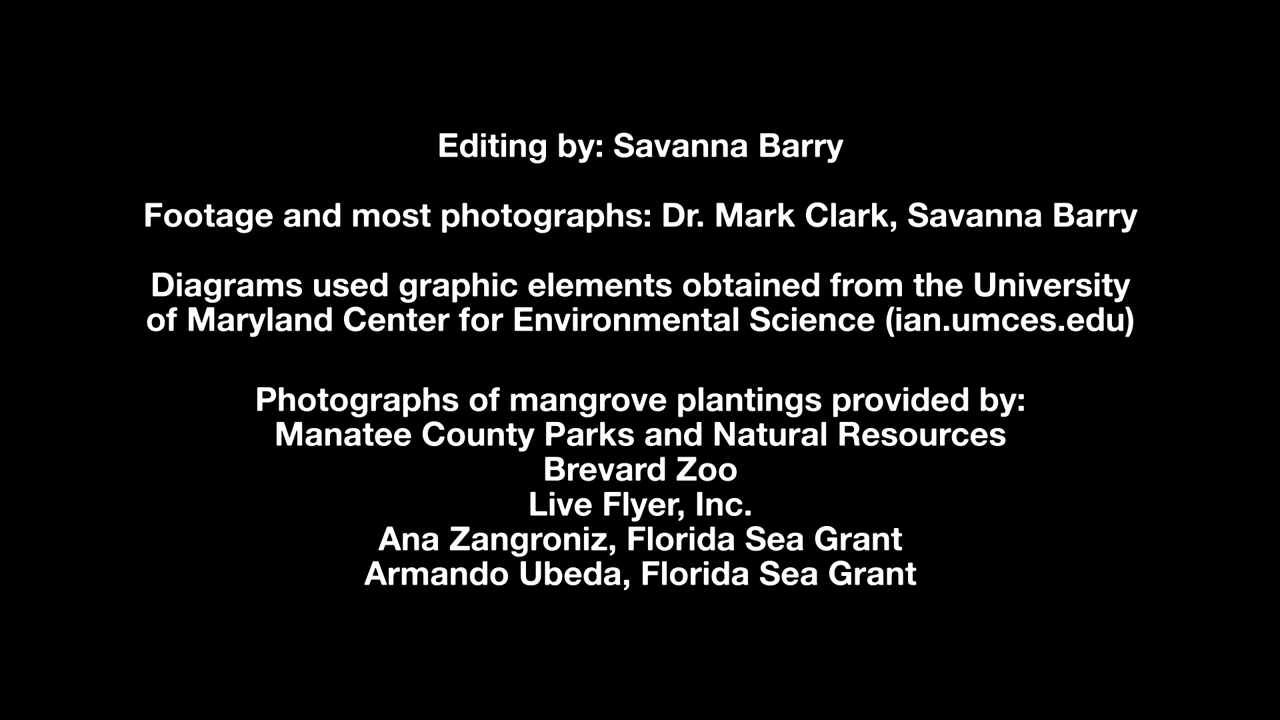 Editing by: Savanna Barry
Footage and most photographs: Dr. Mark Clark, Savanna Barry
Diagrams used graphic elements obtained from the University
of Maryland Center for Environmental Science (ian.umces.edu)
Photographs of mangrove plantings provided by:
Manatee County Parks and Natural Resources
Brevard Zoo
Live Flyer, Inc.
Ana Zangroniz, Florida Sea Grant
Armando Ubeda, Florida Sea Grant